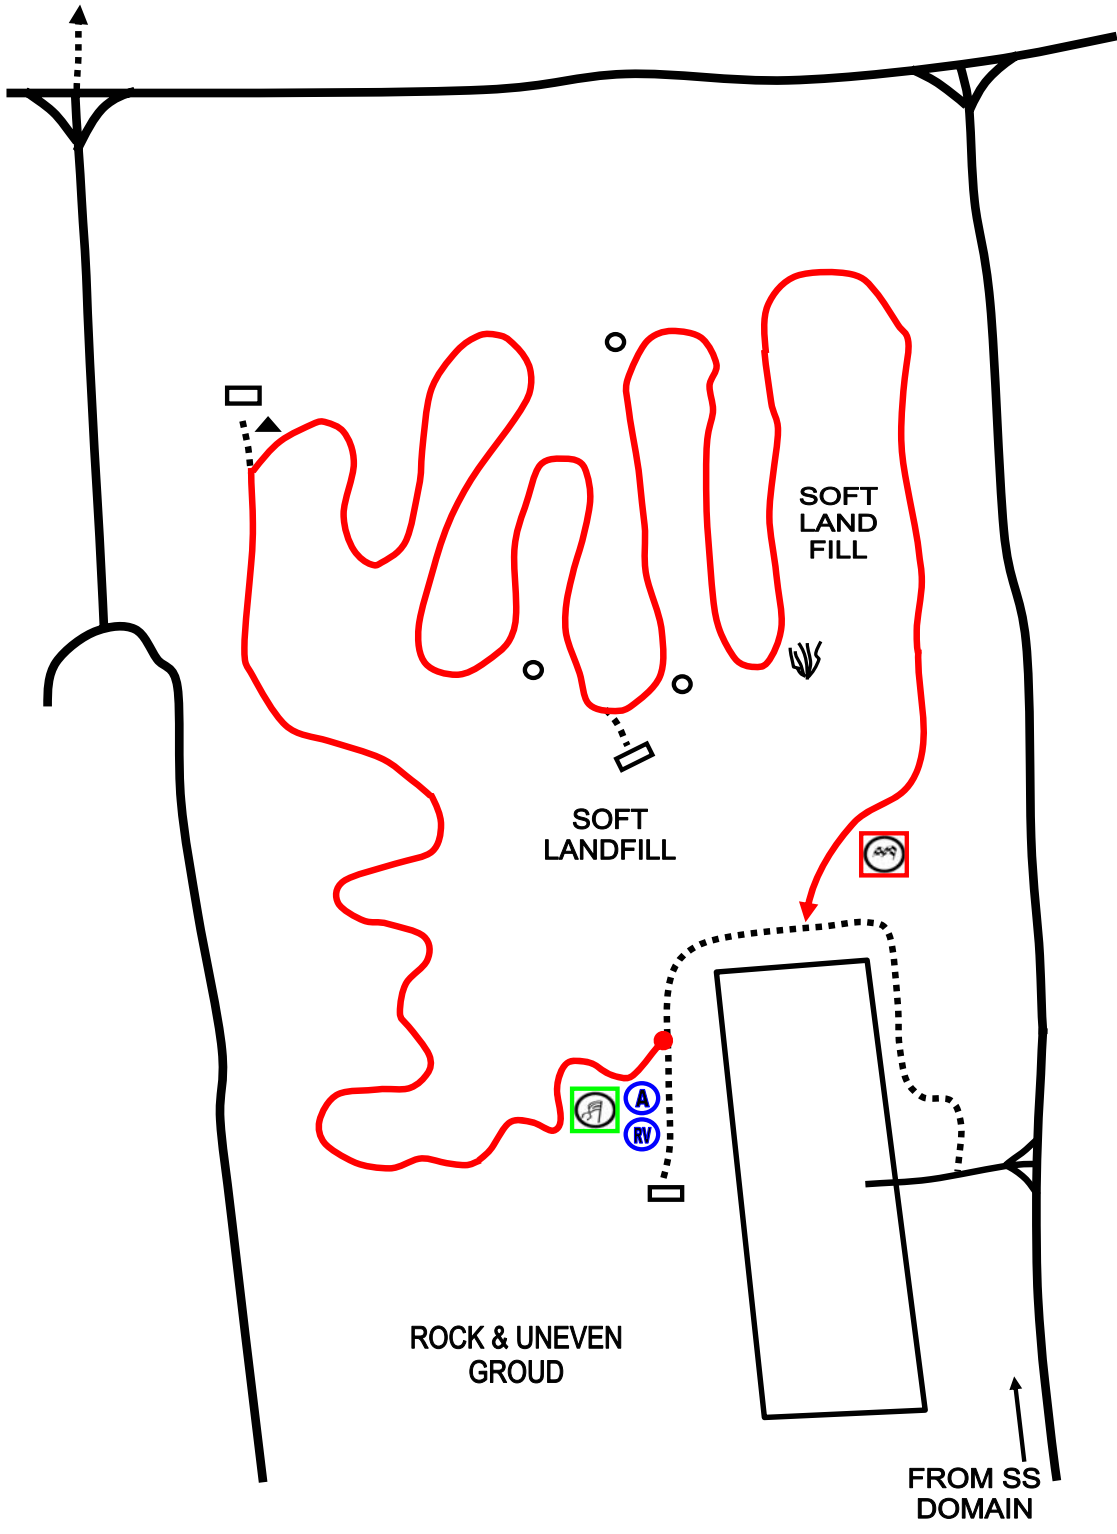 SOFT
LAND
FILL
SOFT
LANDFILL
A
RV
ROCK & UNEVEN
GROUD
FROM SS
DOMAIN